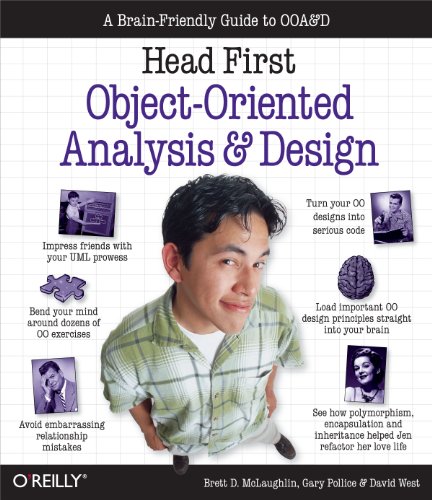 A Brain-Friendly Guide to OOA&D
Head First
Object-Oriented
Analysis & Design
Impress friends with
your UML prowess
Bend your mind
around dozens of
OO exercises
Avoid embarrassing
relationship
mistakes
Turn your OO
designs into
serious code
Load important OO
design principles straight
into your brain
See how polymorphism,
encapsulation and
inheritance helped Jen
refactor her love life
O'REILLY®
Brett D. McLaughlin, Gary Pollice & David West